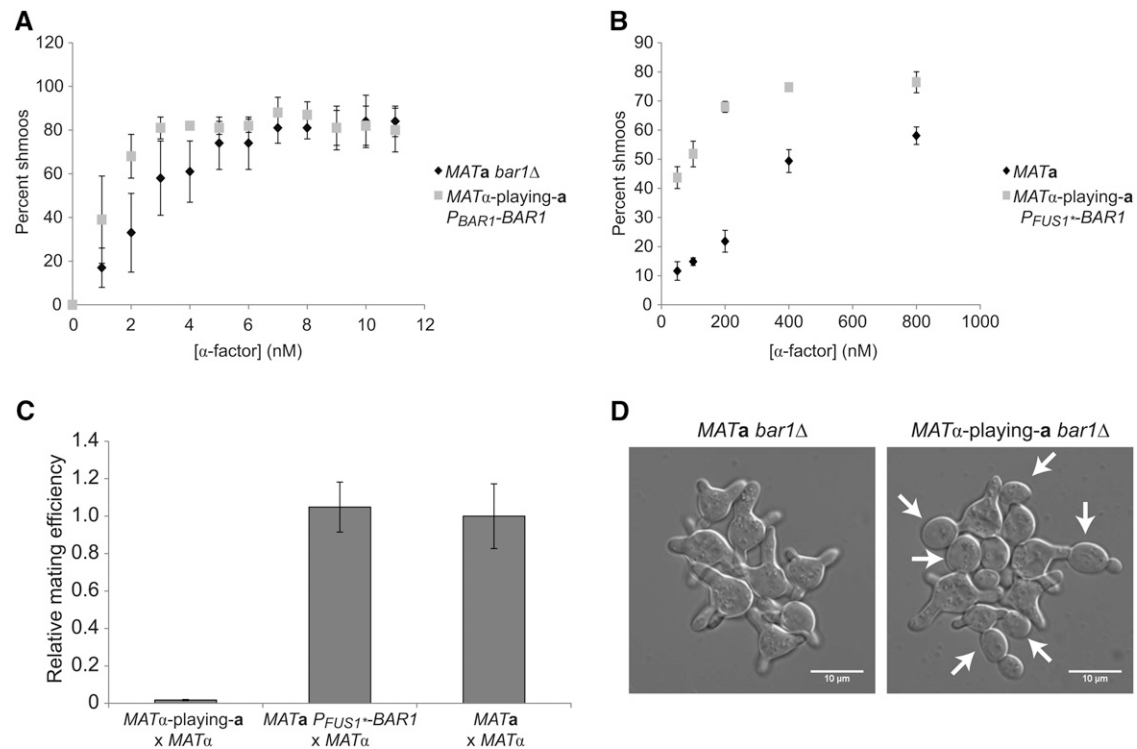 A
Percent shmoos
120
100
80
60
40
20
0
0 2 4 6 8 10 12
[α-factor] (nM)
MATa bar1Δ
MATα-playing-a
P_BAR1-BAR1
B
Percent shmoos
90
80
70
60
50
40
30
20
10
0
0 200 400 600 800 1000
[α-factor] (nM)
MATa
MATα-playing-a
P_FUS1*-BAR1
C
Relative mating efficiency
1.4
1.2
1.0
0.8
0.6
0.4
0.2
0
MATα-playing-a
x MATα
MATa P_FUS1*-BAR1
x MATα
MATa
x MATα
D
MATa bar1Δ
MATα-playing-a bar1Δ
10 µm
10 µm